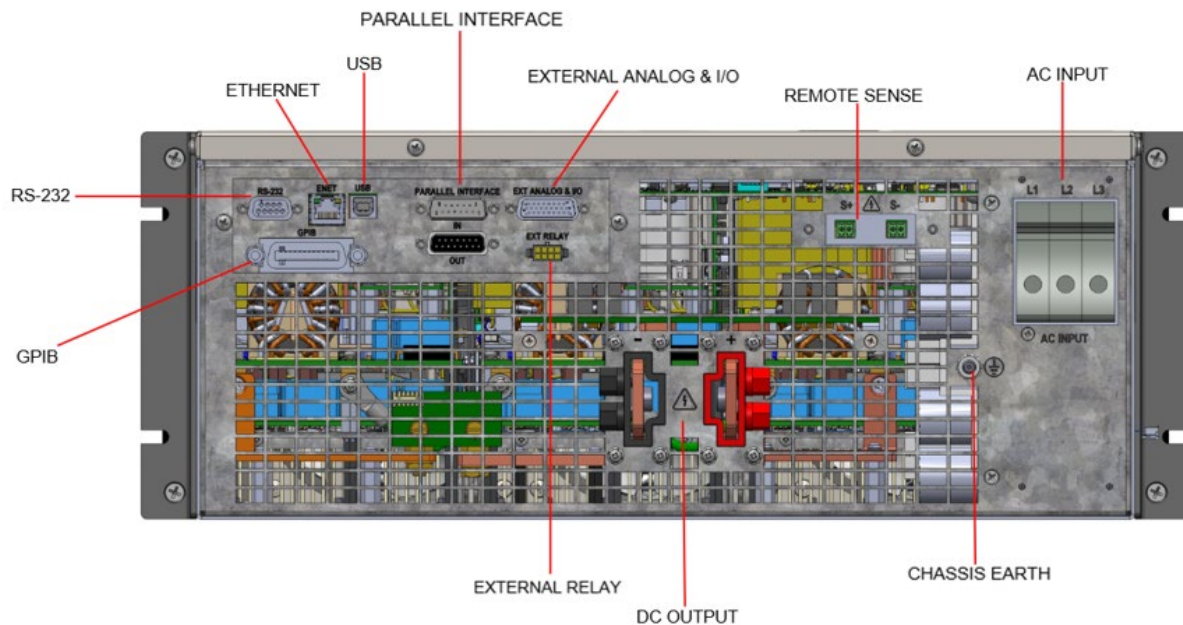 PARALLEL INTERFACE
USB
EXTERNAL ANALOG & I/O
AC INPUT
ETHERNET
REMOTE SENSE
RS-232
RS-232
ENET
USB
PARALLEL INTERFACE
EXT ANALOG & I/O
L1 L2 L3
S+ S-
IN
EXT RELAY
GPIB
OUT
GPIB
AC INPUT
- +
CHASSIS EARTH
EXTERNAL RELAY
DC OUTPUT